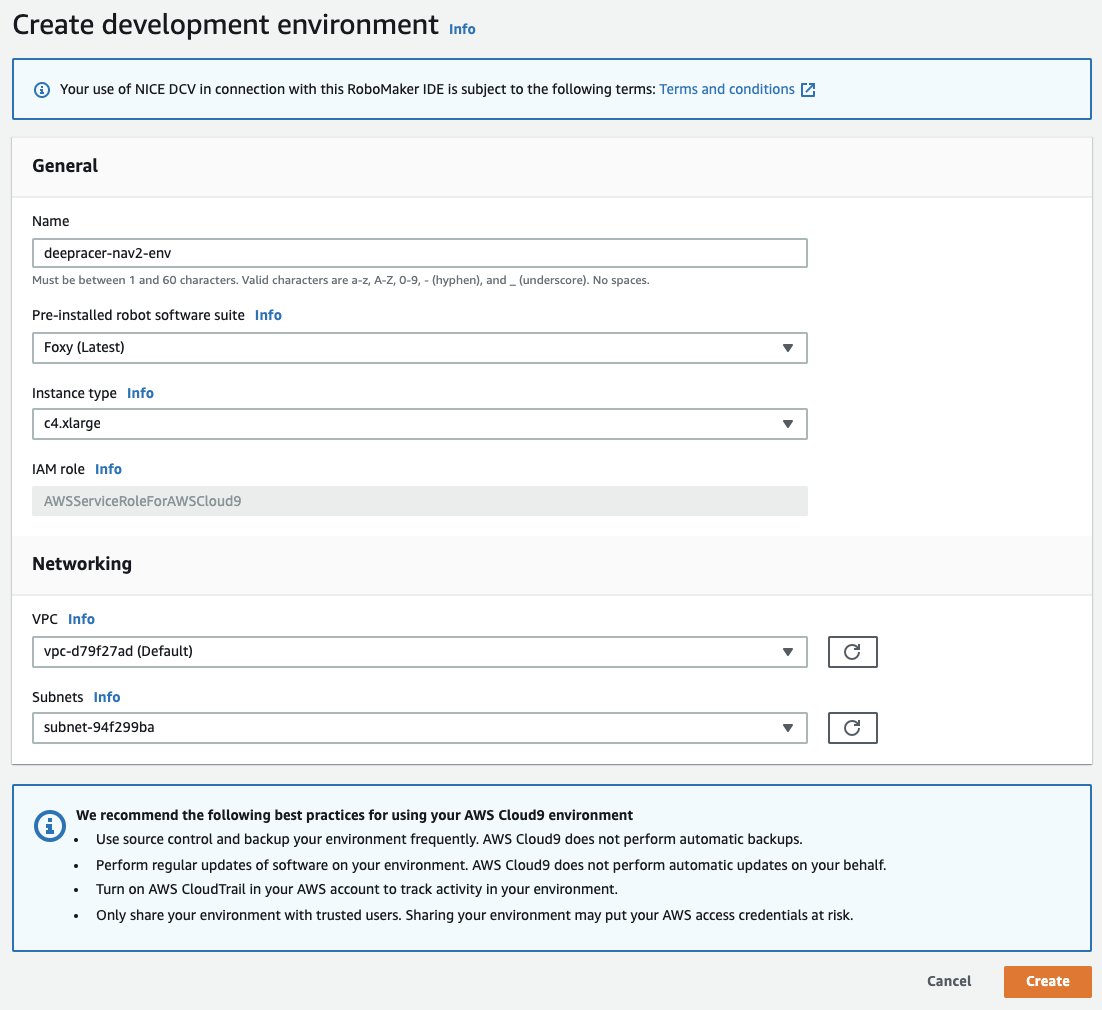 Create development environment Info
Your use of NICE DCV in connection with this RoboMaker IDE is subject to the following terms: Terms and conditions
General
Name
deepracer-nav2-env
Must be between 1 and 60 characters. Valid characters are a-z, A-Z, 0-9, - (hyphen), and _ (underscore). No spaces.
Pre-installed robot software suite Info
Foxy (Latest)
Instance type Info
c4.xlarge
IAM role Info
AWSServiceRoleForAWSCloud9
Networking
VPC Info
vpc-d79f27ad (Default)
Subnets Info
subnet-94f299ba
We recommend the following best practices for using your AWS Cloud9 environment
• Use source control and backup your environment frequently. AWS Cloud9 does not perform automatic backups.
• Perform regular updates of software on your environment. AWS Cloud9 does not perform automatic updates on your behalf.
• Turn on AWS CloudTrail in your AWS account to track activity in your environment.
• Only share your environment with trusted users. Sharing your environment may put your AWS access credentials at risk.
Cancel Create